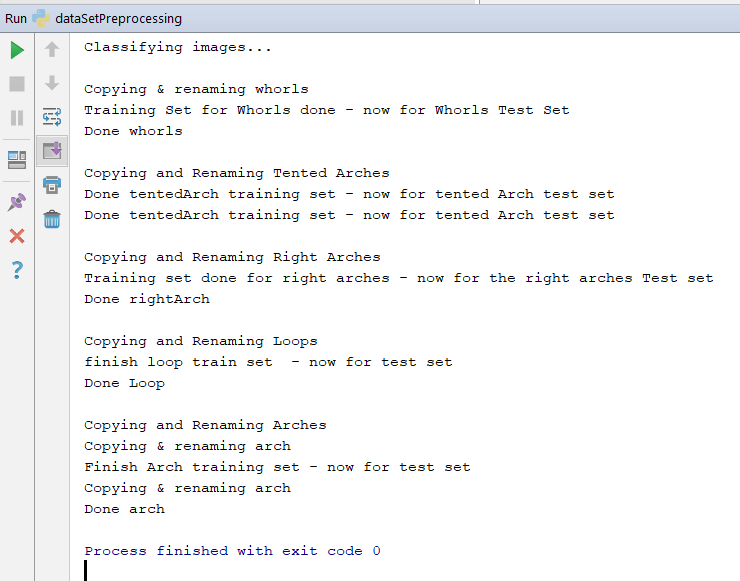 Run dataSetPreprocessing
Classifying images...
Copying & renaming whorls
Training Set for Whorls done - now for Whorls Test Set
Done whorls
Copying and Renaming Tented Arches
Done tentedArch training set - now for tented Arch test set
Done tentedArch training set - now for tented Arch test set
Copying and Renaming Right Arches
Training set done for right arches - now for the right arches Test set
Done rightArch
Copying and Renaming Loops
finish loop train set  - now for test set
Done Loop
Copying and Renaming Arches
Copying & renaming arch
Finish Arch training set - now for test set
Copying & renaming arch
Done arch
Process finished with exit code 0